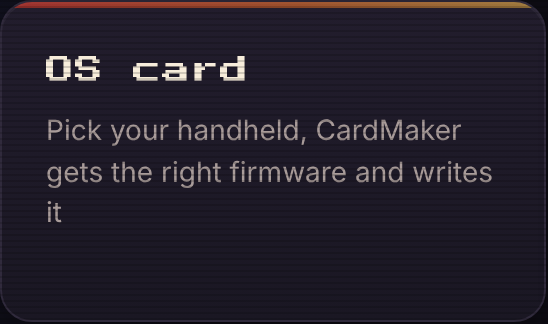 OS card
Pick your handheld, CardMaker
gets the right firmware and writes
it